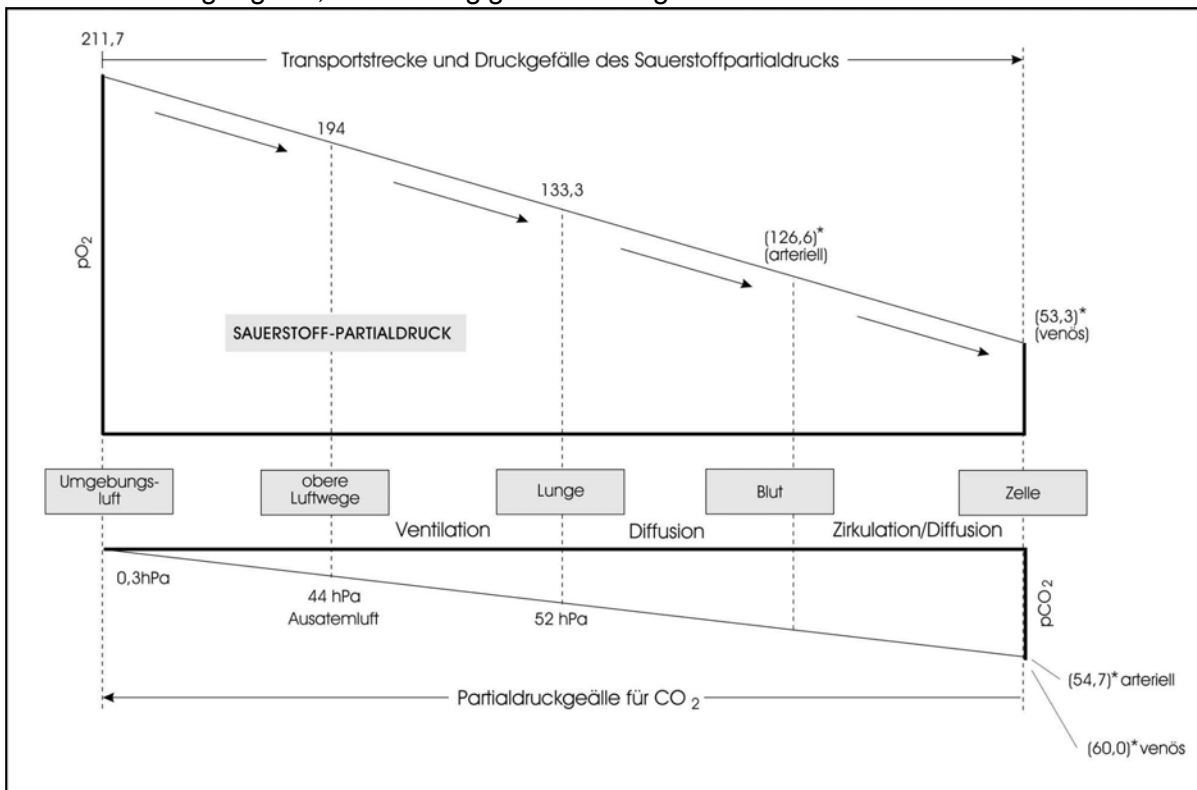 211,7
Transportstrecke und Druckgefälle des Sauerstoffpartialdrucks
194
133,3
(126,6)*
(arteriell)
(53,3)*
(venös)
pO2
SAUERSTOFF-PARTIALDRUCK
Umgebungs-
luft
obere
Luftwege
Lunge
Blut
Zelle
Ventilation
Diffusion
Zirkulation/Diffusion
0,3hPa
44 hPa
Ausatemluft
52 hPa
pCO2
(54,7)* arteriell
Partialdruckgeälle für CO 2
(60,0)* venös